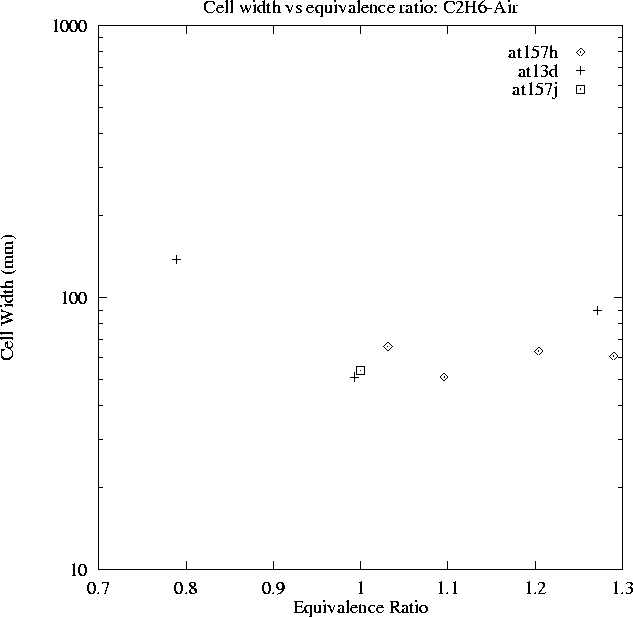 Cell width vs equivalence ratio: C2H6-Air
1000
at157h
at13d
at157j
Cell Width (mm)
100
10
0.7 0.8 0.9 1 1.1 1.2 1.3
Equivalence Ratio